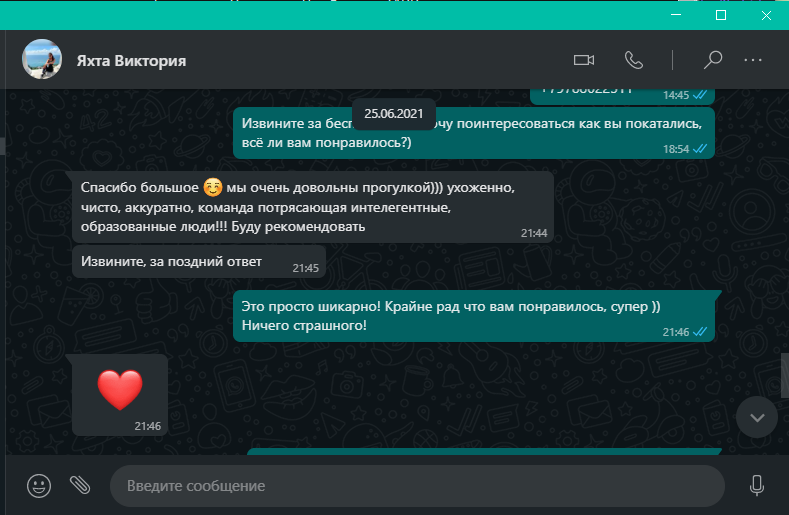 Яхта Виктория
14:45
25.06.2021
Извините за хочу поинтересоваться как вы покатались,
всё ли вам понравилось?)
18:54
Спасибо большое ☺️ мы очень довольны прогулкой))) ухоженно,
чисто, аккуратно, команда потрясающая интелегентные,
образованные люди!!! Буду рекомендовать
21:44
Извините, за поздний ответ
21:45
Это просто шикарно! Крайне рад что вам понравилось, супер ))
Ничего страшного!
21:46
❤️
21:46
Введите сообщение